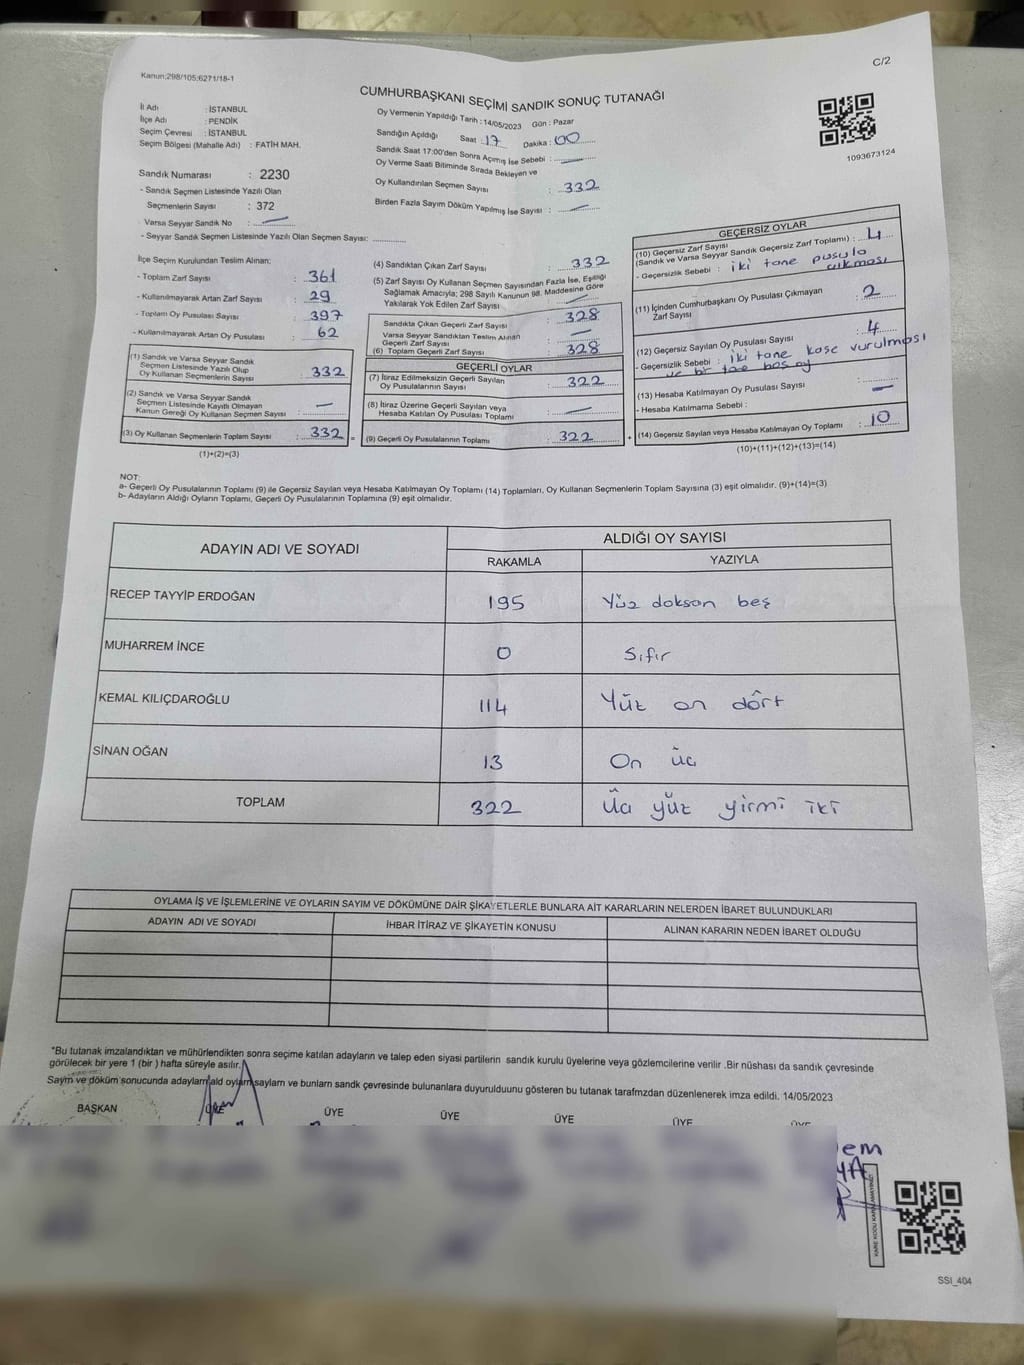 Kanun:298/105;6271/18-1
C/2
CUMHURBAŞKANI SEÇİMİ SANDIK SONUÇ TUTANAĞI
İl Adı : İSTANBUL
İlçe Adı : PENDİK
Seçim Çevresi : İSTANBUL
Seçim Bölgesi (Mahalle Adı) : FATİH MAH.
Oy Vermenin Yapıldığı Tarih : 14/05/2023 Gün : Pazar
Sandığın Açıldığı Saat : 17 Dakika : 00
Sandık Saat 17:00'den Sonra Açımış İse Sebebi : —
Oy Verme Saati Bitiminde Sırada Bekleyen ve
Oy Kullandırılan Seçmen Sayısı : 332
Birden Fazla Sayım Döküm Yapılmış İse Sayısı : —
1093673124
Sandık Numarası : 2230
- Sandık Seçmen Listesinde Yazılı Olan
Seçmenlerin Sayısı : 372
Varsa Seyyar Sandık No : —
- Seyyar Sandık Seçmen Listesinde Yazılı Olan Seçmen Sayısı:
İlçe Seçim Kurulundan Teslim Alınan:
- Toplam Zarf Sayısı : 361
- Kullanılmayarak Artan Zarf Sayısı : 29
- Toplam Oy Pusulası Sayısı : 397
- Kullanılmayarak Artan Oy Pusulası : 62
(1) Sandık ve Varsa Seyyar Sandık
Seçmen Listesinde Yazılı Olup
Oy Kullanan Seçmenlerin Sayısı : 332
(2) Sandık ve Varsa Seyyar Sandık
Seçmen Listesinde Kayıtlı Olmayan
Kanun Gereği Oy Kullanan Seçmen Sayısı : —
(3) Oy Kullanan Seçmenlerin Toplam Sayısı : 332 =
(1)+(2)=(3)
(4) Sandıktan Çıkan Zarf Sayısı : 332
(5) Zarf Sayısı Oy Kullanan Seçmen Sayısından Fazla İse, Eşitliği
Sağlamak Amacıyla; 298 Sayılı Kanunun 98. Maddesine Göre
Yakılarak Yok Edilen Zarf Sayısı : —
Sandıkta Çıkan Geçerli Zarf Sayısı : 328
Varsa Seyyar Sandıktan Teslim Alınan
Geçerli Zarf Sayısı : —
(6) Toplam Geçerli Zarf Sayısı : 328
GEÇERLİ OYLAR
(7) İtiraz Edilmeksizin Geçerli Sayılan
Oy Pusulalarının Sayısı : 322
(8) İtiraz Üzerine Geçerli Sayılan veya
Hesaba Katılan Oy Pusulası Toplamı : —
(9) Geçerli Oy Pusulalarının Toplamı : 322 +
GEÇERSİZ OYLAR
(10) Geçersiz Zarf Sayısı
(Sandık ve Varsa Seyyar Sandık Geçersiz Zarf Toplamı) : 4
- Geçersizlik Sebebi : iki tane pusula
çıkması
(11) İçinden Cumhurbaşkanı Oy Pusulası Çıkmayan
Zarf Sayısı : 2
(12) Geçersiz Sayılan Oy Pusulası Sayısı : 4
- Geçersizlik Sebebi : iki tane kaşe vurulması
ve bir tane boş oy
(13) Hesaba Katılmayan Oy Pusulası Sayısı : —
- Hesaba Katılmama Sebebi :
(14) Geçersiz Sayılan veya Hesaba Katılmayan Oy Toplamı : 10
(10)+(11)+(12)+(13)=(14)
NOT:
a- Geçerli Oy Pusulalarının Toplamı (9) ile Geçersiz Sayılan veya Hesaba Katılmayan Oy Toplamı (14) Toplamları, Oy Kullanan Seçmenlerin Toplam Sayısına (3) eşit olmalıdır. (9)+(14)=(3)
b- Adayların Aldığı Oyların Toplamı, Geçerli Oy Pusulalarının Toplamına (9) eşit olmalıdır.
ADAYIN ADI VE SOYADI
ALDIĞI OY SAYISI
RAKAMLA YAZIYLA
RECEP TAYYİP ERDOĞAN 195 Yüz doksan beş
MUHARREM İNCE 0 Sıfır
KEMAL KILIÇDAROĞLU 114 Yüz on dört
SİNAN OĞAN 13 On üç
TOPLAM 322 Üç yüz yirmi iki
OYLAMA İŞ VE İŞLEMLERİNE VE OYLARIN SAYIM VE DÖKÜMÜNE DAİR ŞİKAYETLERLE BUNLARA AİT KARARLARIN NELERDEN İBARET BULUNDUKLARI
ADAYIN ADI VE SOYADI İHBAR İTİRAZ VE ŞİKAYETİN KONUSU ALINAN KARARIN NEDEN İBARET OLDUĞU
*Bu tutanak imzalandıktan ve mühürlendikten sonra seçime katılan adayların ve talep eden siyasi partilerin sandık kurulu üyelerine veya gözlemcilerine verilir .Bir nüshası da sandık çevresinde
görülecek bir yere 1 (bir ) hafta süreyle asılır.
Sayım ve döküm sonucunda adayların ald oyların saylarn ve bunlarn sandk çevresinde bulunanlara duyurulduunu gösteren bu tutanak tarafmzdan düzenlenerek imza edildi. 14/05/2023
BAŞKAN ÜYE ÜYE ÜYE ÜYE ÜYE
SSI_404